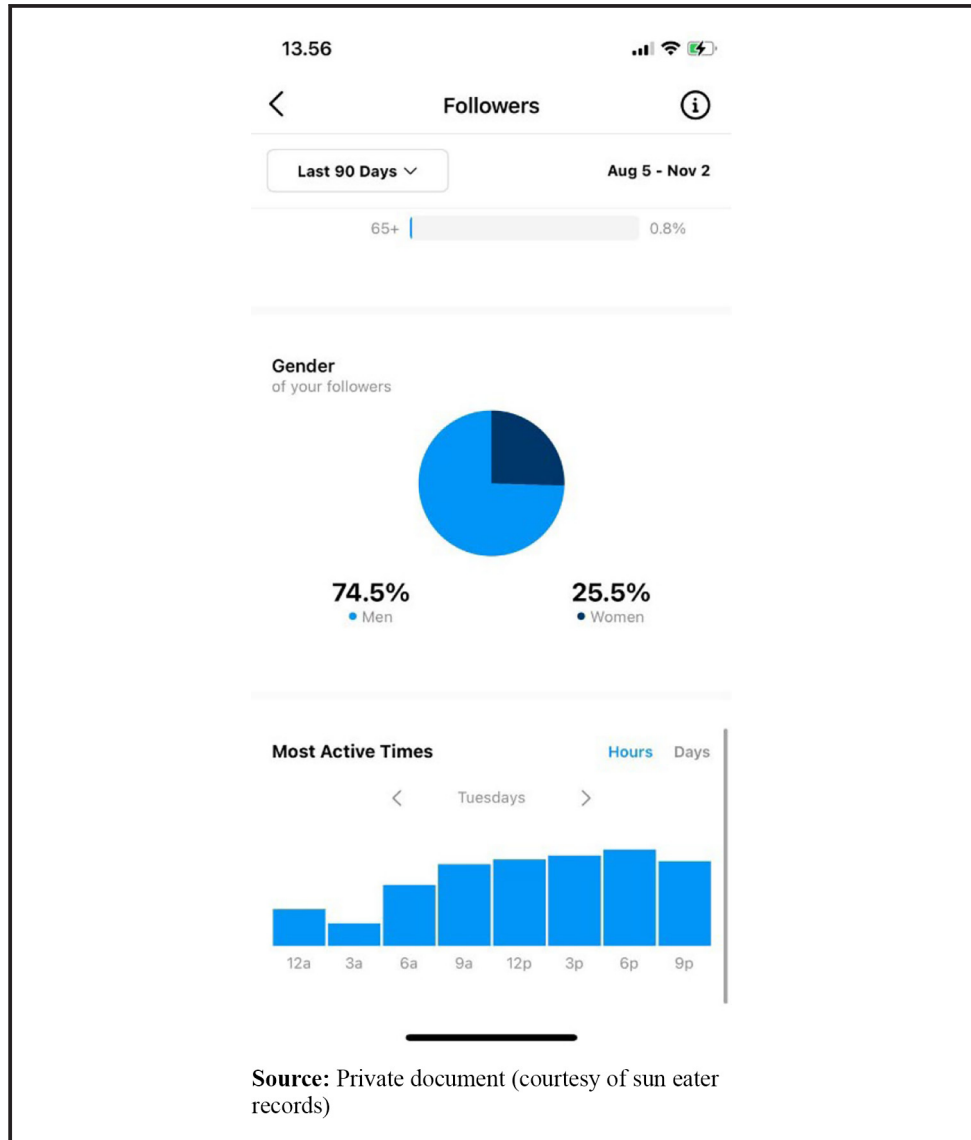 13.56
Followers
Last 90 Days
Aug 5 - Nov 2
65+ 0.8%
Gender
of your followers
74.5% 25.5%
Men Women
Most Active Times Hours Days
Tuesdays
12a 3a 6a 9a 12p 3p 6p 9p
Source: Private document (courtesy of sun eater
records)